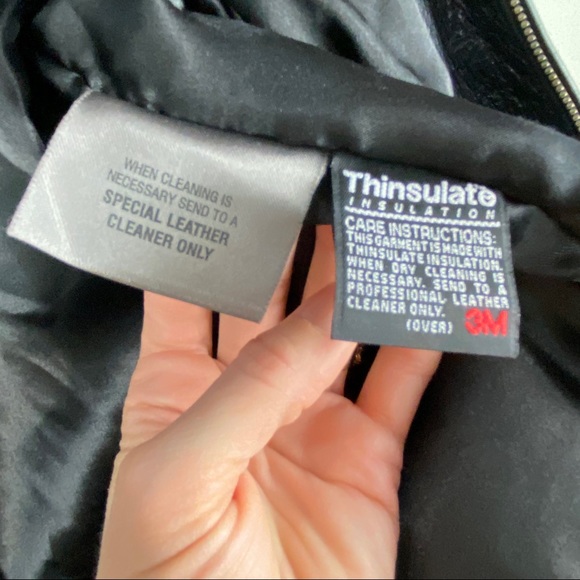 WHEN CLEANING IS
NECESSARY SEND TO A
SPECIAL LEATHER
CLEANER ONLY
Thinsulate
INSULATION
CARE INSTRUCTIONS:
THIS GARMENT IS MADE WITH
THINSULATE INSULATION.
WHEN DRY CLEANING IS
NECESSARY. SEND TO A
PROFESSIONAL LEATHER
CLEANER ONLY.
(OVER) 3M